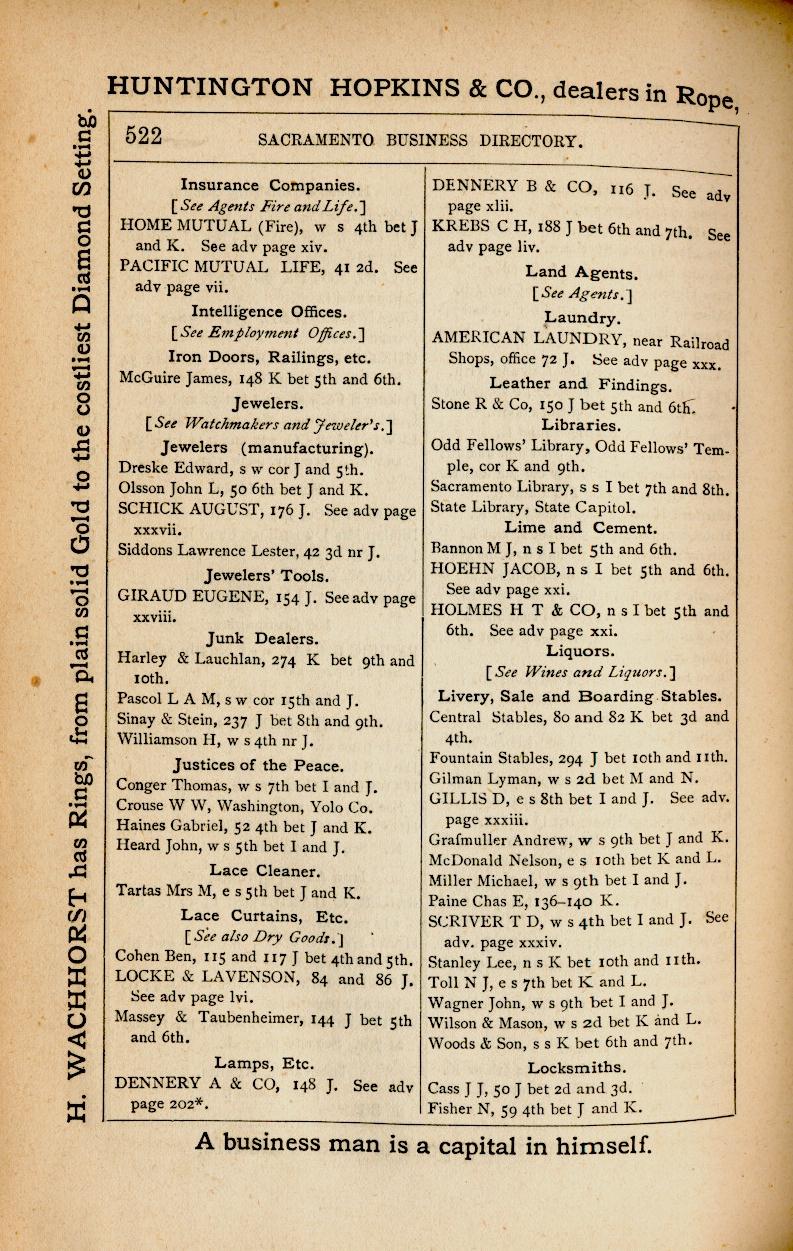 HUNTINGTON HOPKINS & CO., dealers in Rope,
H. WACHHORST has Rings, from plain solid Gold to the costliest Diamond Setting.
522 SACRAMENTO BUSINESS DIRECTORY.
Insurance Companies.
[See Agents Fire and Life.]
HOME MUTUAL (Fire), w s 4th bet J
and K. See adv page xiv.
PACIFIC MUTUAL LIFE, 41 2d. See
adv page vii.
Intelligence Offices.
[See Employment Offices.]
Iron Doors, Railings, etc.
McGuire James, 148 K bet 5th and 6th.
Jewelers.
[See Watchmakers and Jeweler's.]
Jewelers (manufacturing).
Dreske Edward, s w cor J and 5th.
Olsson John L, 50 6th bet J and K.
SCHICK AUGUST, 176 J. See adv page
xxxvii.
Siddons Lawrence Lester, 42 3d nr J.
Jewelers' Tools.
GIRAUD EUGENE, 154 J. See adv page
xxviii.
Junk Dealers.
Harley & Lauchlan, 274 K bet 9th and
10th.
Pascol L A M, s w cor 15th and J.
Sinay & Stein, 237 J bet 8th and 9th.
Williamson H, w s 4th nr J.
Justices of the Peace.
Conger Thomas, w s 7th bet I and J.
Crouse W W, Washington, Yolo Co.
Haines Gabriel, 52 4th bet J and K.
Heard John, w s 5th bet I and J.
Lace Cleaner.
Tartas Mrs M, e s 5th bet J and K.
Lace Curtains, Etc.
[See also Dry Goods.]
Cohen Ben, 115 and 117 J bet 4th and 5th.
LOCKE & LAVENSON, 84 and 86 J.
See adv page lvi.
Massey & Taubenheimer, 144 J bet 5th
and 6th.
Lamps, Etc.
DENNERY A & CO, 148 J. See adv
page 202*.
DENNERY B & CO, 116 J. See adv
page xlii.
KREBS C H, 188 J bet 6th and 7th. See
adv page liv.
Land Agents.
[See Agents.]
Laundry.
AMERICAN LAUNDRY, near Railroad
Shops, office 72 J. See adv page xxx.
Leather and Findings.
Stone R & Co, 150 J bet 5th and 6th.
Libraries.
Odd Fellows' Library, Odd Fellows' Tem-
ple, cor K and 9th.
Sacramento Library, s s I bet 7th and 8th.
State Library, State Capitol.
Lime and Cement.
Bannon M J, n s I bet 5th and 6th.
HOEHN JACOB, n s I bet 5th and 6th.
See adv page xxi.
HOLMES H T & CO, n s I bet 5th and
6th. See adv page xxi.
Liquors.
[See Wines and Liquors.]
Livery, Sale and Boarding Stables.
Central Stables, 80 and 82 K bet 3d and
4th.
Fountain Stables, 294 J bet 10th and 11th.
Gilman Lyman, w s 2d bet M and N.
GILLIS D, e s 8th bet I and J. See adv.
page xxxiii.
Grafmuller Andrew, w s 9th bet J and K.
McDonald Nelson, e s 10th bet K and L.
Miller Michael, w s 9th bet I and J.
Paine Chas E, 136–140 K.
SCRIVER T D, w s 4th bet I and J. See
adv. page xxxiv.
Stanley Lee, n s K bet 10th and 11th.
Toll N J, e s 7th bet K and L.
Wagner John, w s 9th bet I and J.
Wilson & Mason, w s 2d bet K and L.
Woods & Son, s s K bet 6th and 7th.
Locksmiths.
Cass J J, 50 J bet 2d and 3d.
Fisher N, 59 4th bet J and K.
A business man is a capital in himself.